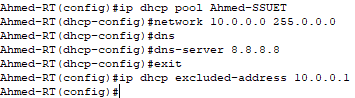 Ahmed-RT(config)#ip dhcp pool Ahmed-SSUET
Ahmed-RT(dhcp-config)#network 10.0.0.0 255.0.0.0
Ahmed-RT(dhcp-config)#dns
Ahmed-RT(dhcp-config)#dns-server 8.8.8.8
Ahmed-RT(dhcp-config)#exit
Ahmed-RT(config)#ip dhcp excluded-address 10.0.0.1
Ahmed-RT(config)#